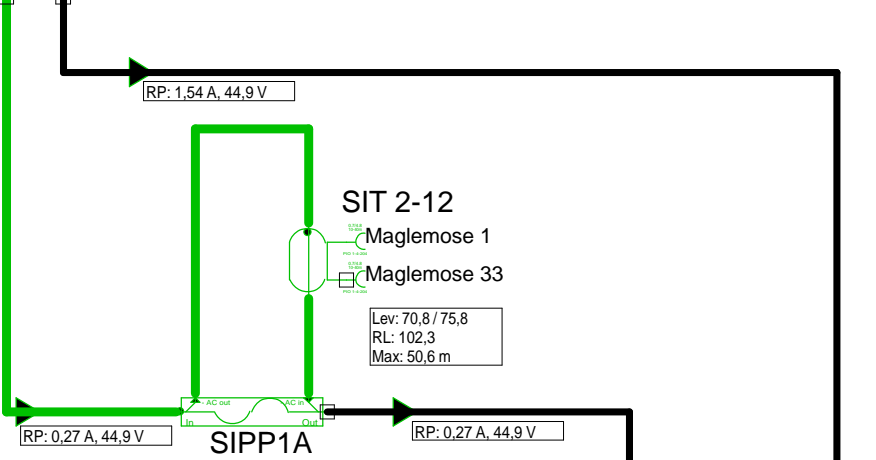 RP: 1,54 A, 44,9 V
SIT 2-12
Maglemose 1
Maglemose 33
Lev: 70,8 / 75,8
RL: 102,3
Max: 50,6 m
- AC out
- AC in
In
Out
RP: 0,27 A, 44,9 V
SIPP1A
RP: 0,27 A, 44,9 V